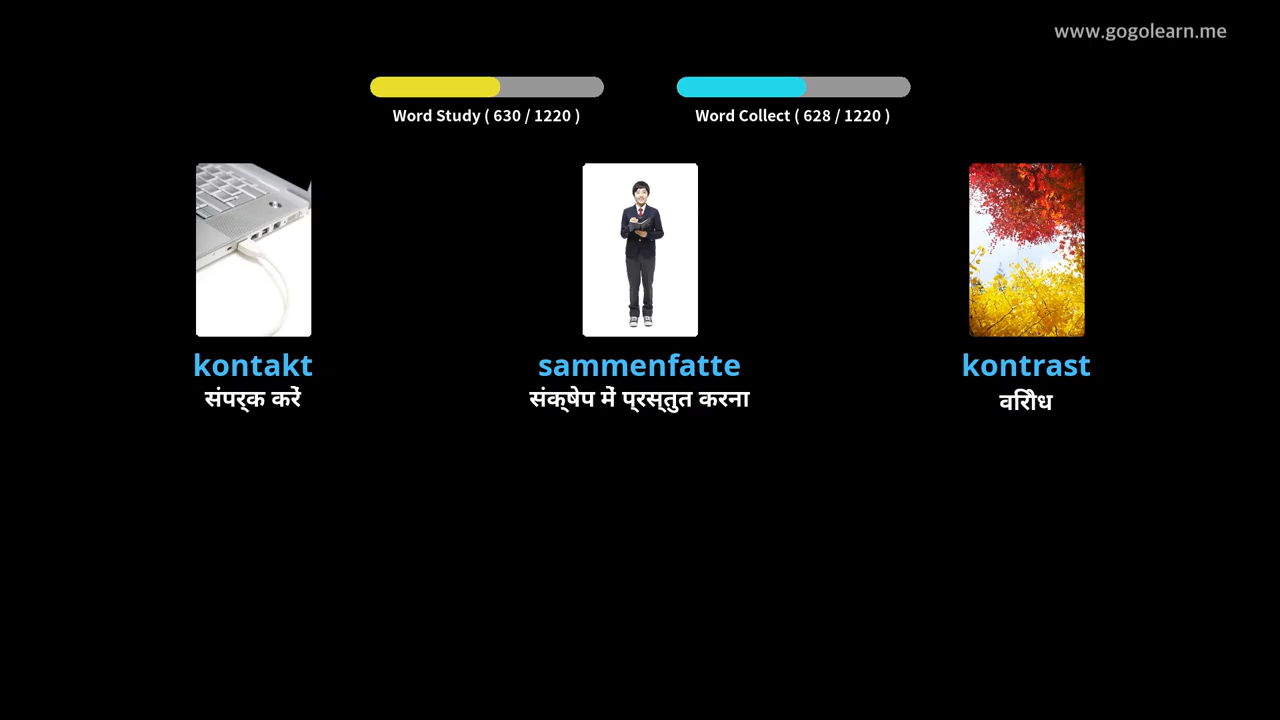 www.gogolearn.me
Word Study ( 630 / 1220 )
Word Collect ( 628 / 1220 )
kontakt
संपर्क करें
sammenfatte
संक्षेप में प्रस्तुत करना
kontrast
विरोध